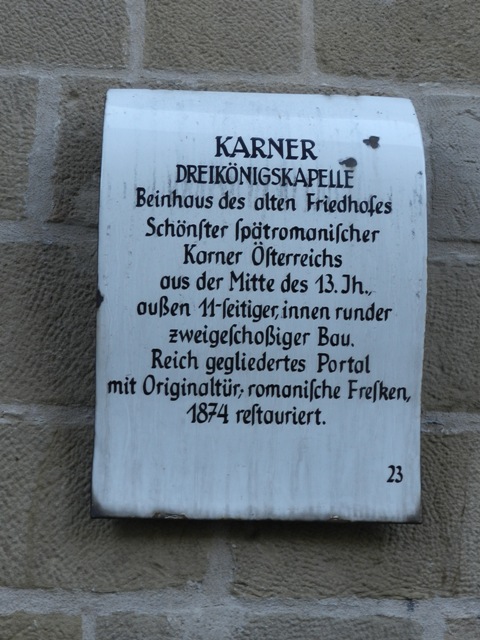 KARNER
DREIKÖNIGSKAPELLE
Beinhaus des alten Friedhofes
Schönſter ſpätromaniſcher
Karner Öſterreichs
aus der Mitte des 13. Jh.,
außen 11-ſeitiger, innen runder
zweigeſchoßiger Bau.
Reich gegliedertes Portal
mit Originaltür, romaniſche Freſken,
1874 reſtauriert.
23